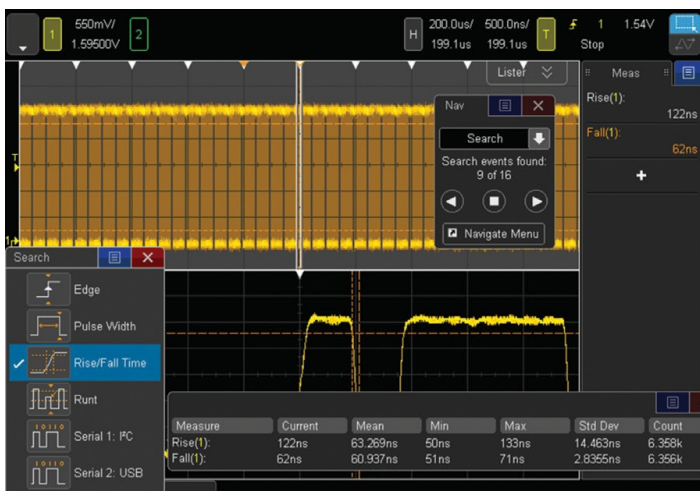 1 550mV/ 1.59500V 2 H 200.0us/ 199.1us 500.0ns/ 199.1us T 1 1.54V Stop
Lister
Meas
Rise(1):
122ns
Fall(1):
62ns
+
Nav
Search
Search events found:
9 of 16
Navigate Menu
T
1
Search
Edge
Pulse Width
Rise/Fall Time
Runt
Serial 1: I²C
Serial 2: USB
Measure Current Mean Min Max Std Dev Count
Rise(1): 122ns 63.269ns 50ns 133ns 14.463ns 6.358k
Fall(1): 62ns 60.937ns 51ns 71ns 2.8355ns 6.356k